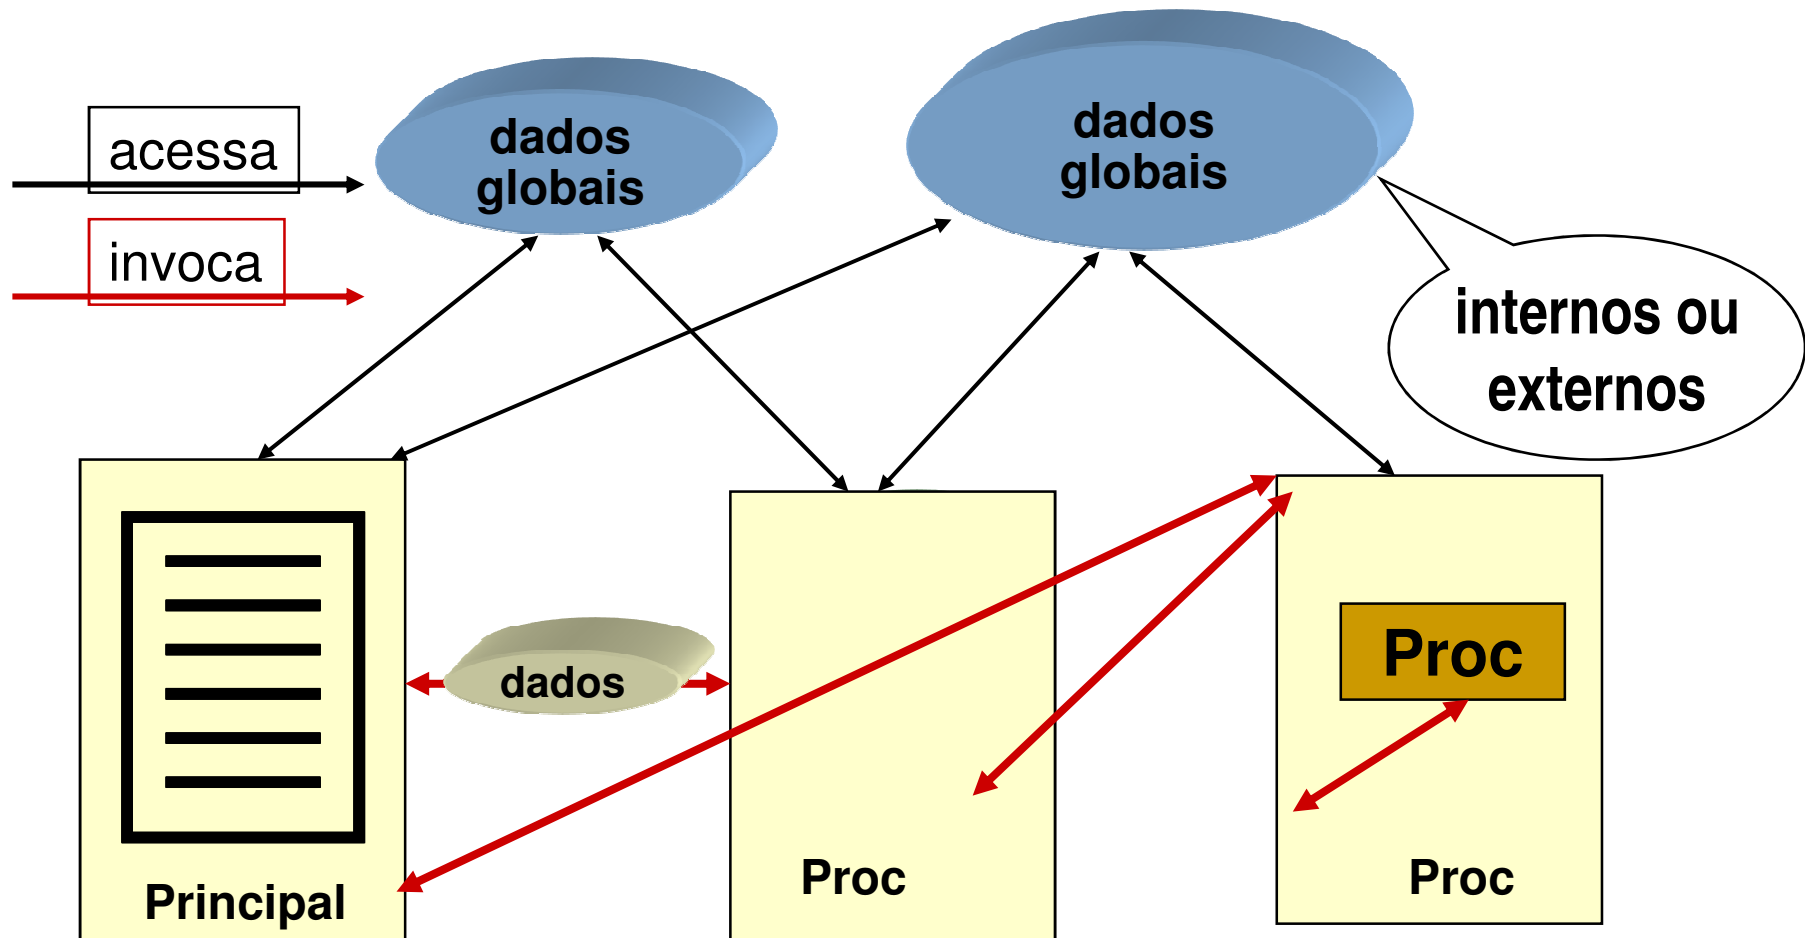 acessa
invoca
dados
globais
dados
globais
internos ou
externos
dados
Proc
Principal
Proc
Proc